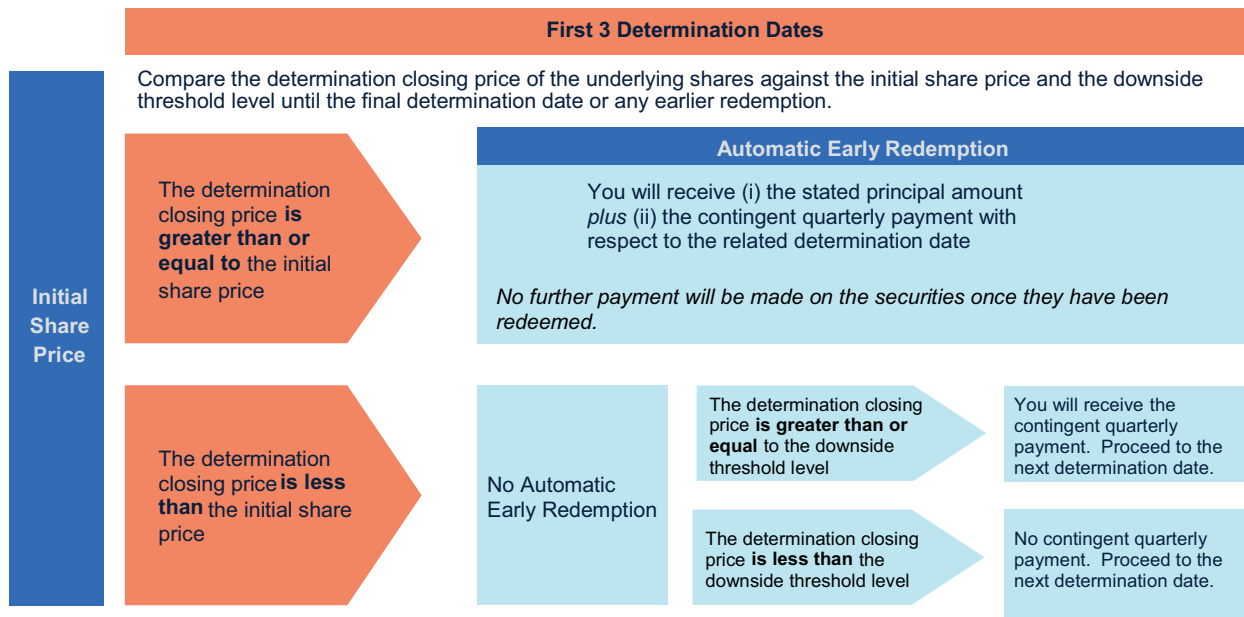 First 3 Determination Dates
Compare the determination closing price of the underlying shares against the initial share price and the downside
threshold level until the final determination date or any earlier redemption.
Initial
Share
Price
The determination
closing price is
greater than or
equal to the initial
share price
Automatic Early Redemption
You will receive (i) the stated principal amount
plus (ii) the contingent quarterly payment with
respect to the related determination date
No further payment will be made on the securities once they have been
redeemed.
The determination
closing price is less
than the initial share
price
No Automatic
Early Redemption
The determination closing
price is greater than or
equal to the downside
threshold level
You will receive the
contingent quarterly
payment.  Proceed to the
next determination date.
The determination closing
price is less than the
downside threshold level
No contingent quarterly
payment.  Proceed to the
next determination date.